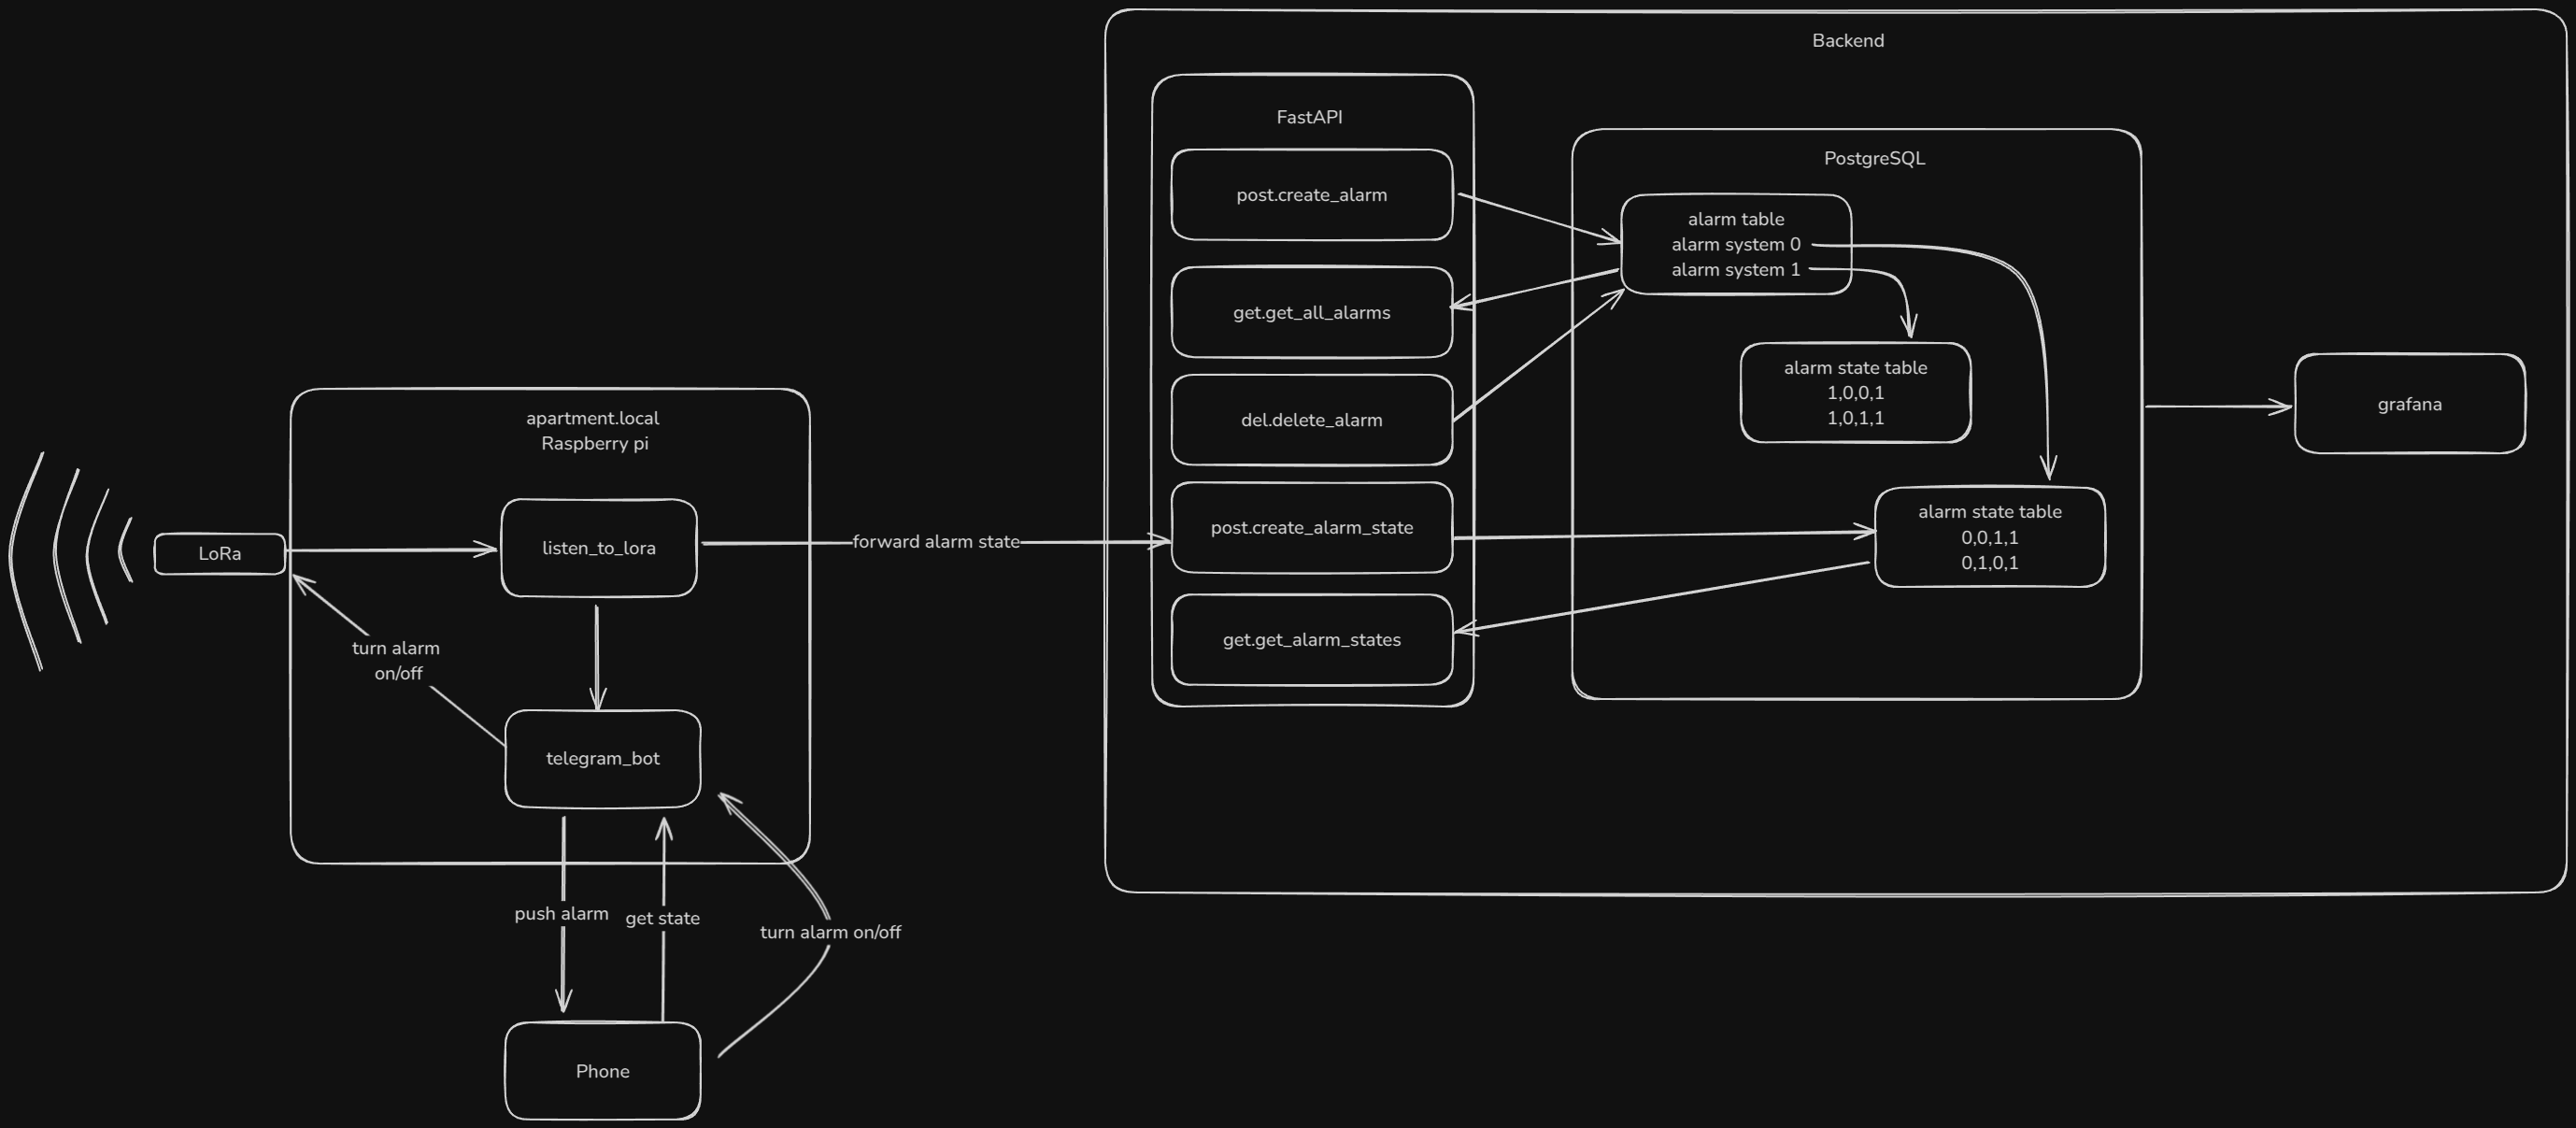 Backend
FastAPI
post.create_alarm
get.get_all_alarms
del.delete_alarm
post.create_alarm_state
get.get_alarm_states
PostgreSQL
alarm table
alarm system 0
alarm system 1
alarm state table
1,0,0,1
1,0,1,1
alarm state table
0,0,1,1
0,1,0,1
grafana
apartment.local
Raspberry pi
LoRa
listen_to_lora
forward alarm state
turn alarm
on/off
telegram_bot
push alarm
get state
turn alarm on/off
Phone